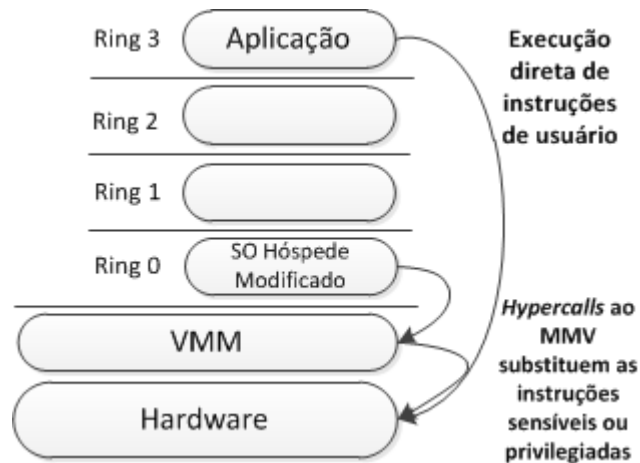 Ring 3
Aplicação
Execução
direta de
instruções
de usuário
Ring 2
Ring 1
Ring 0
SO Hóspede
Modificado
Hypercalls ao
MMV
substituem as
instruções
sensíveis ou
privilegiadas
VMM
Hardware